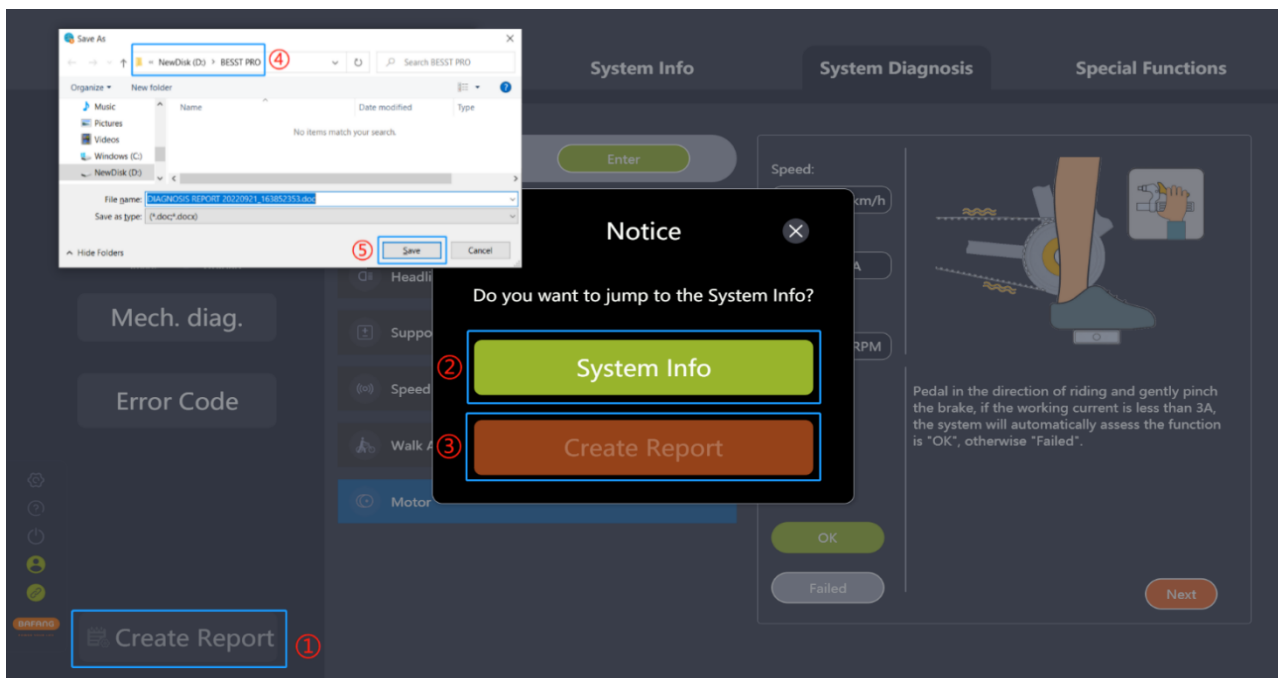 Save As
④
NewDisk (D:) > BESST PRO
Search BESST PRO
Organize
New folder
Music
Pictures
Videos
Windows (C:)
NewDisk (D:)
Name
Date modified
Type
No items match your search.
File name: DIAGNOSIS REPORT 20220921_163852353.doc
Save as type: (*.doc;*.docx)
Hide Folders
⑤
Save
Cancel
System Info
System Diagnosis
Special Functions
Enter
Notice
Do you want to jump to the System Info?
②
System Info
③
Create Report
Mech. diag.
Error Code
Headli
Suppo
Speed
Walk A
Motor
Speed:
km/h
A
RPM
Pedal in the direction of riding and gently pinch
the brake, if the working current is less than 3A,
the system will automatically assess the function
is "OK", otherwise "Failed".
OK
Failed
Next
BAFANG
Create Report
①